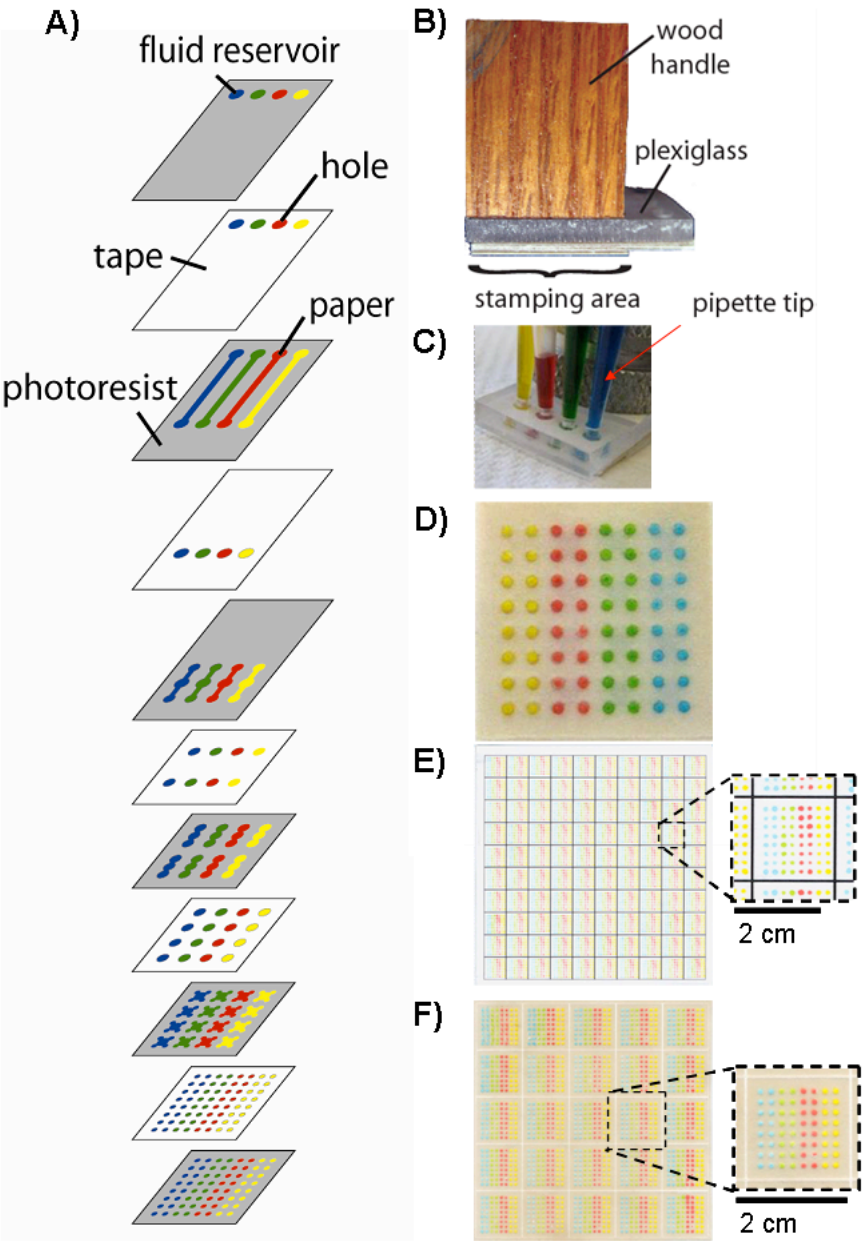 A)
fluid reservoir
hole
tape
paper
photoresist
B)
wood
handle
plexiglass
stamping area
pipette tip
C)
D)
E)
2 cm
F)
2 cm